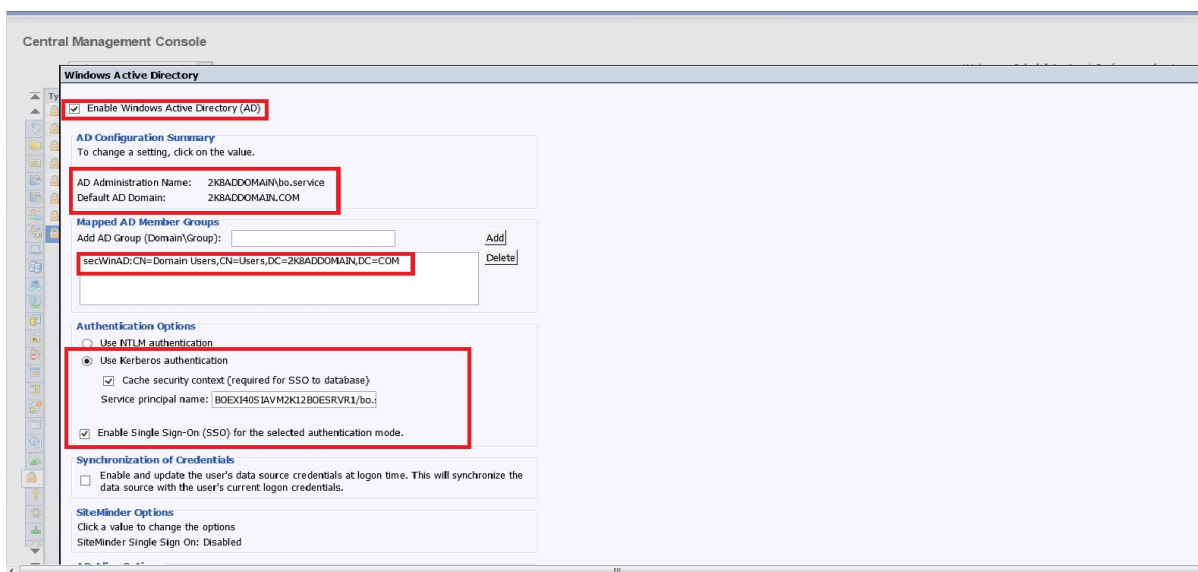 Central Management Console
Windows Active Directory
Ty
Enable Windows Active Directory (AD)
AD Configuration Summary
To change a setting, click on the value.
AD Administration Name: 2K8ADDOMAiN\bo.service
Default AD Domain: 2K8ADDOMAIN.COM
Mapped AD Member Groups
Add AD Group (Domain\Group): Add
secWinAD:CN=Domain Users,CN=Users,DC=2K8ADDOMAIN,DC=COM Delete
Authentication Options
Use NTLM authentication
Use Kerberos authentication
Cache security context (required for SSO to database)
Service principal name: BOEXI40SIAVM2K12BOESRVR1/bo.s
Enable Single Sign-On (SSO) for the selected authentication mode.
Synchronization of Credentials
Enable and update the user's data source credentials at logon time. This will synchronize the
data source with the user's current logon credentials.
SiteMinder Options
Click a value to change the options
SiteMinder Single Sign On: Disabled